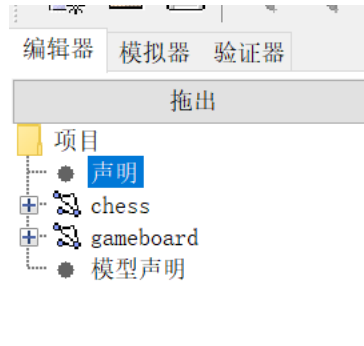 编辑器 模拟器 验证器
拖出
项目
声明
chess
gameboard
模型声明